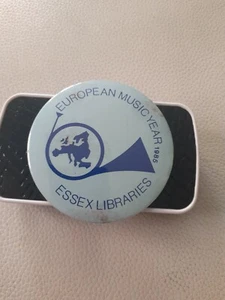 EUROPEAN MUSIC YEAR 1985
ESSEX LIBRARIES